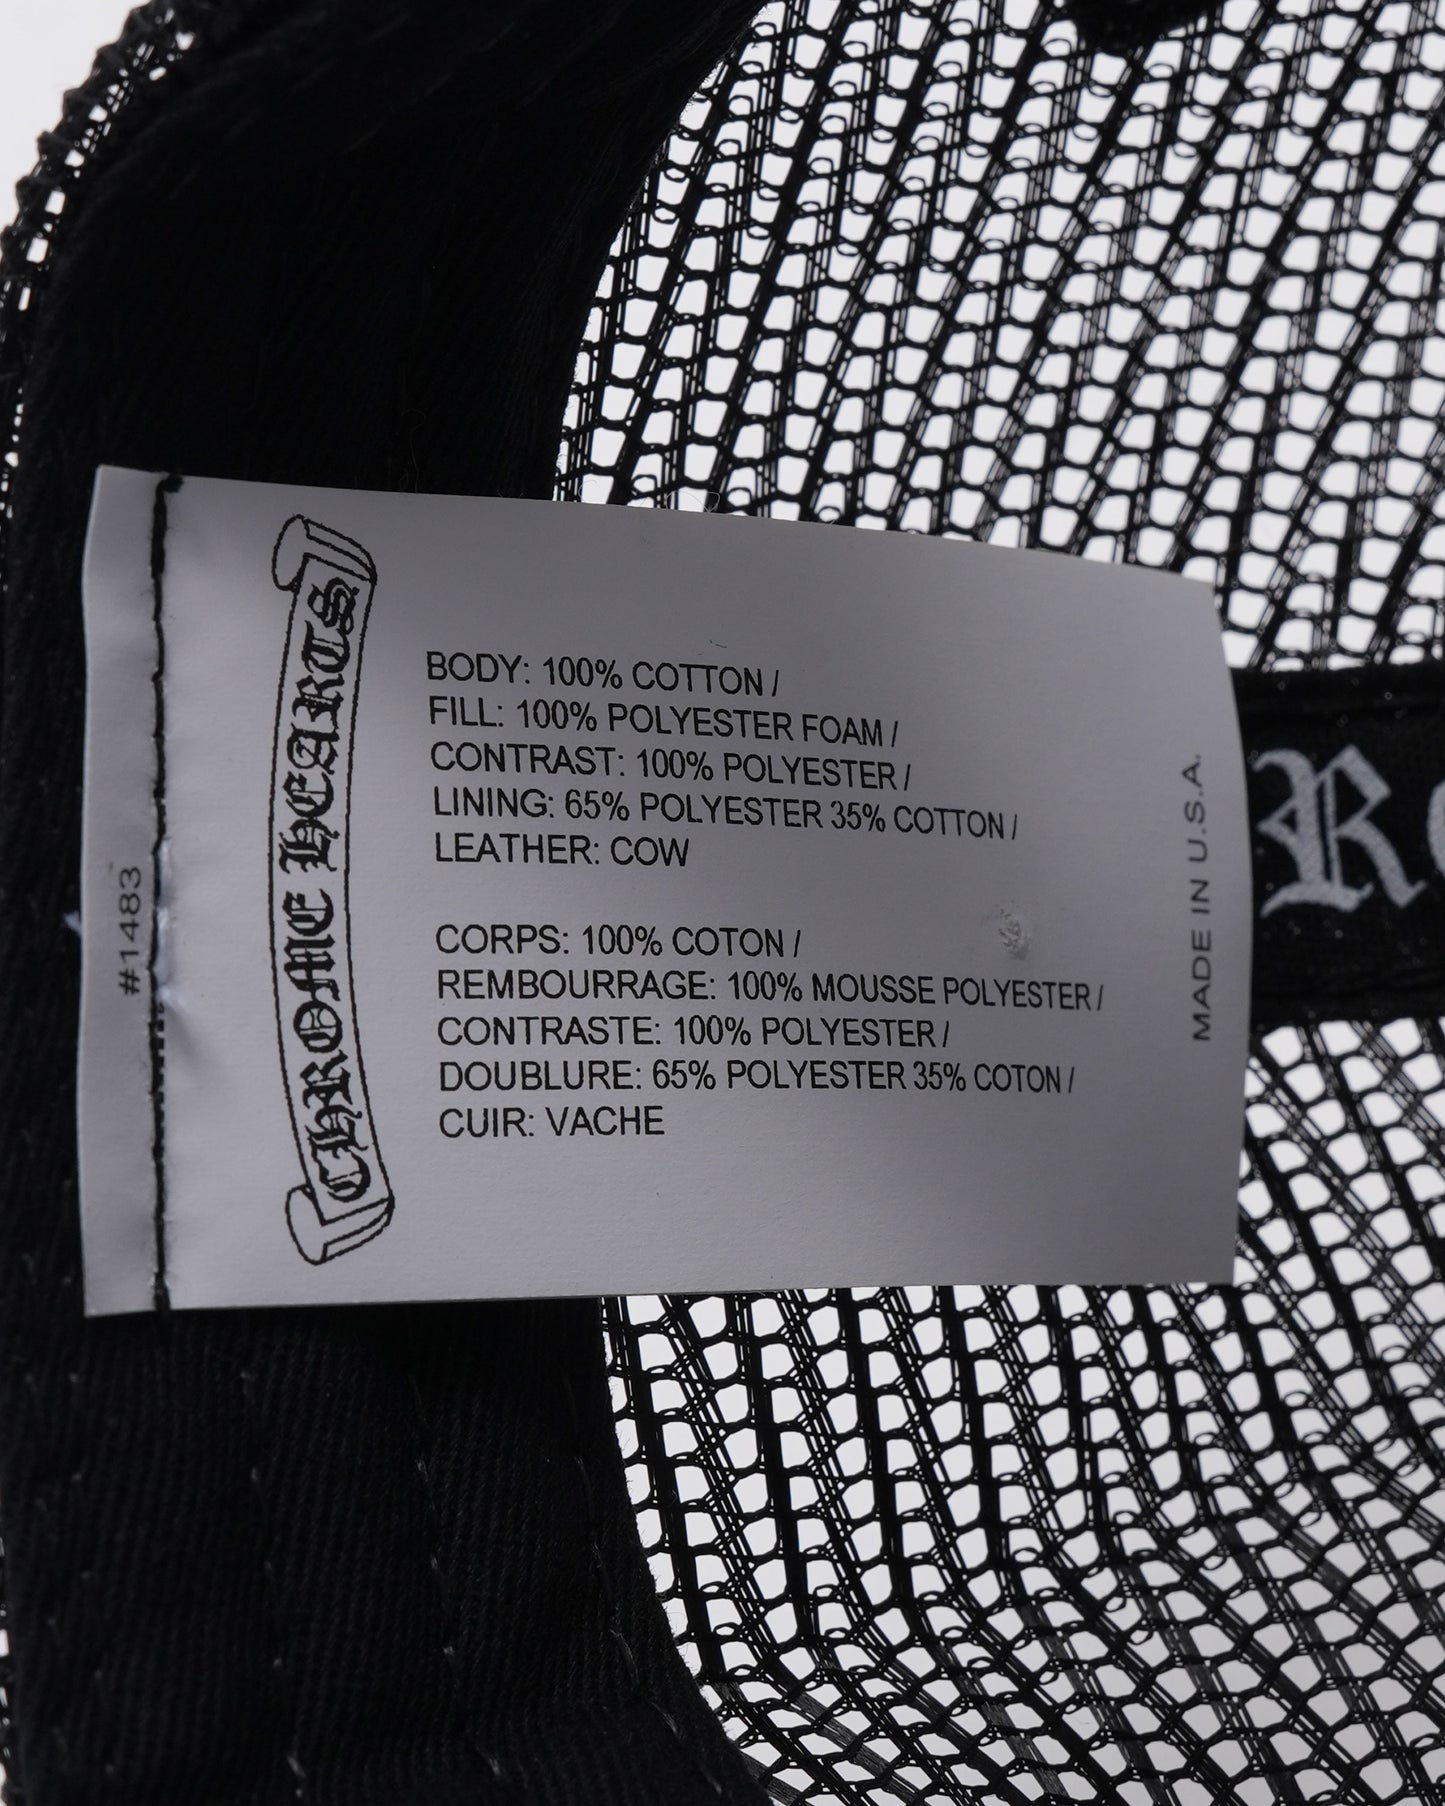 #1483
CHROME HEARTS
BODY: 100% COTTON /
FILL: 100% POLYESTER FOAM /
CONTRAST: 100% POLYESTER /
LINING: 65% POLYESTER 35% COTTON /
LEATHER: COW
CORPS: 100% COTON /
REMBOURRAGE: 100% MOUSSE POLYESTER /
CONTRASTE: 100% POLYESTER /
DOUBLURE: 65% POLYESTER 35% COTON /
CUIR: VACHE
MADE IN U.S.A.
R